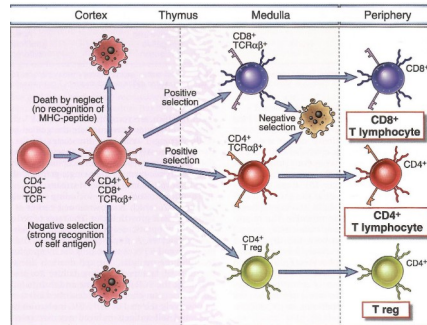 Cortex
Thymus
Medulla
Periphery
CD8+
TCRαβ+
CD8+
Death by neglect
(no recognition of
MHC-peptide)
Positive
selection
CD8+
T lymphocyte
Negative
selection
CD4+
TCRαβ+
CD4-
CD8-
TCR-
CD4+
CD8+
TCRαβ+
Positive
selection
CD4+
CD4+
T lymphocyte
Negative selection
(strong recognition
of self antigen)
CD4+
T reg
CD4+
T reg